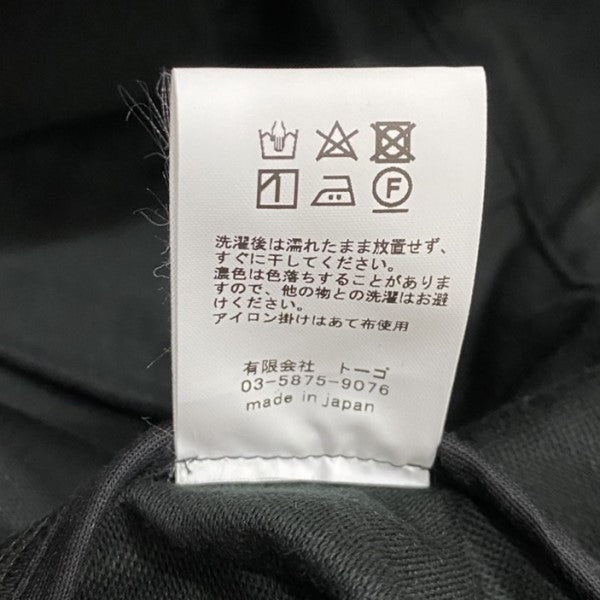 F
洗濯後は濡れたまま放置せず、
すぐに干してください。
濃色は色落ちすることがありま
すので、他の物との洗濯はお避
けください。
アイロン掛けはあて布使用
有限会社 トーゴ
03-5875-9076
made in japan